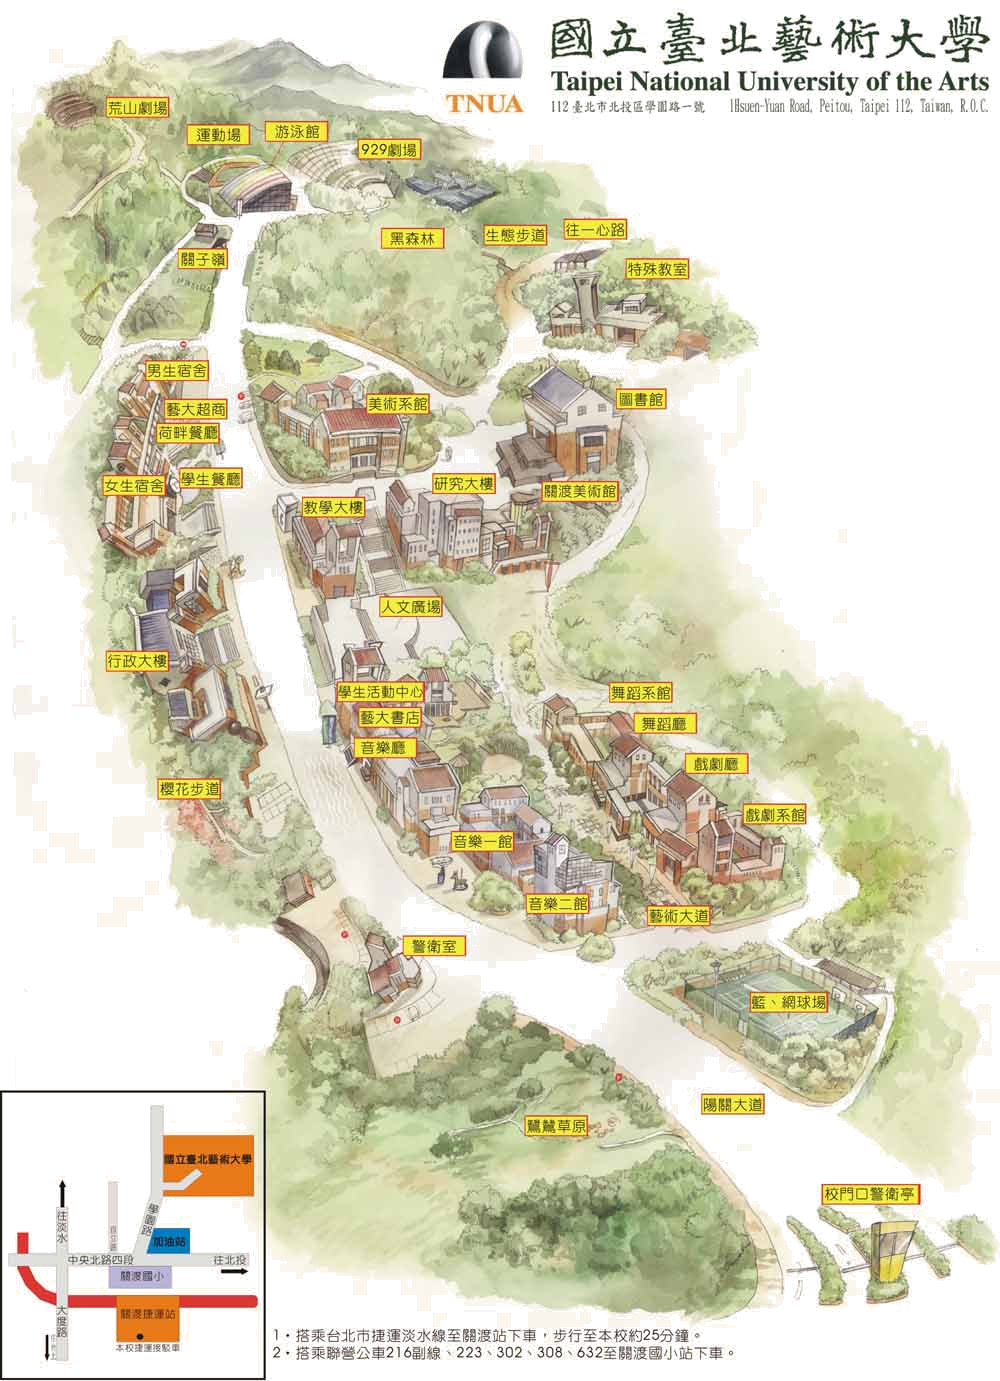 國立臺北藝術大學
Taipei National University of the Arts
TNUA
112 臺北市北投區學園路一號 1Hsuen-Yuan Road, Peitou, Taipei 112, Taiwan, R.O.C.
荒山劇場
運動場
游泳館
929劇場
黑森林
生態步道
往一心路
關子嶺
特殊教室
男生宿舍
藝大超商
荷畔餐廳
美術系館
圖書館
女生宿舍
學生餐廳
研究大樓
關渡美術館
教學大樓
人文廣場
行政大樓
學生活動中心
藝大書店
音樂廳
舞蹈系館
舞蹈廳
戲劇廳
櫻花步道
戲劇系館
音樂一館
音樂二館
藝術大道
警衛室
籃、網球場
陽關大道
鷺鷥草原
校門口警衛亭
國立臺北藝術大學
學園路
往淡水
加油站
中央北路四段
往北投
關渡國小
大度路
關渡捷運站
本校捷運接駁車
1・搭乘台北市捷運淡水線至關渡站下車，步行至本校約25分鐘。
2・搭乘聯營公車216副線、223、302、308、632至關渡國小站下車。